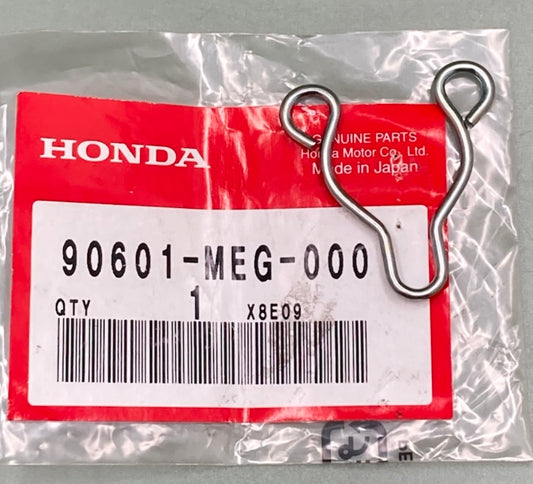 HONDA
GENUINE PARTS
Honda Motor Co., Ltd.
Made in Japan
90601-MEG-000
QTY 1 X8E09